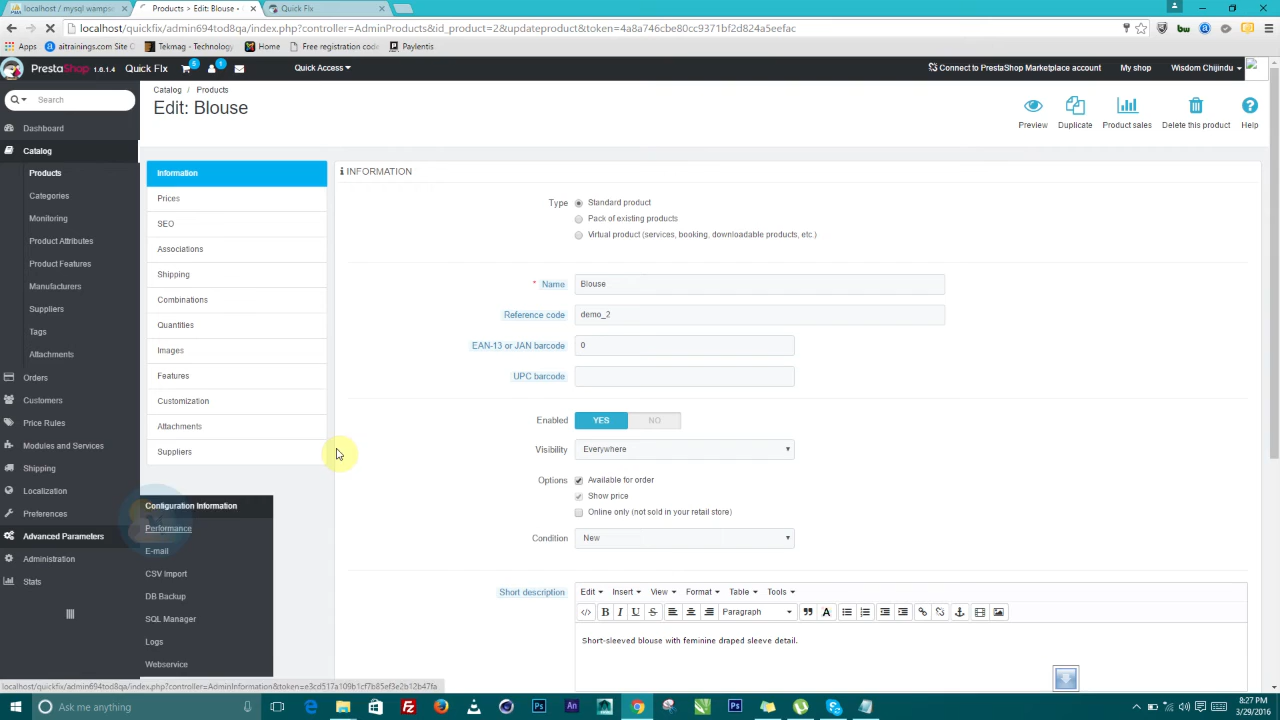 localhost / mysql wampse
Products > Edit: Blouse
Quick Fix
localhost/quickfix/admin694tod8qa/index.php?controller=AdminProducts&id_product=2&updateproduct&token=4a8a746cbe80cc9371bf2d824a5eecaf
Apps
aitrainings.com Site C
Temasek - Technology
Home
Free registration code
Paylentis
PrestaShop 1.6.1.4 Quick Fix
5
1
Quick Access
Connect to PrestaShop Marketplace account
My shop
Wisdom Chijindu
Search
Catalog / Products
Edit: Blouse
Preview
Duplicate
Product sales
Delete this product
Help
Dashboard
Catalog
Products
Categories
Monitoring
Product Attributes
Product Features
Manufacturers
Suppliers
Tags
Attachments
Orders
Customers
Price Rules
Modules and Services
Shipping
Localization
Preferences
Advanced Parameters
Administration
Stats
Configuration Information
Performance
E-mail
CSV Import
DB Backup
SQL Manager
Logs
Webservice
Information
Prices
SEO
Associations
Shipping
Combinations
Quantities
Images
Features
Customization
Attachments
Suppliers
INFORMATION
Type Standard product
Pack of existing products
Virtual product (services, booking, downloadable products, etc.)
* Name Blouse
Reference code demo_2
EAN-13 or JAN barcode 0
UPC barcode
Enabled YES NO
Visibility Everywhere
Options Available for order
Show price
Online only (not sold in your retail store)
Condition New
Short description Edit Insert View Format Table Tools
B I U S Paragraph A
Short-sleeved blouse with feminine draped sleeve detail.
localhost/quickfix/admin694tod8qa/index.php?controller=AdminInformation&token=e3cd517a109b1cf7b85ef3e2b12b47fa
Ask me anything
8:27 PM
3/29/2016